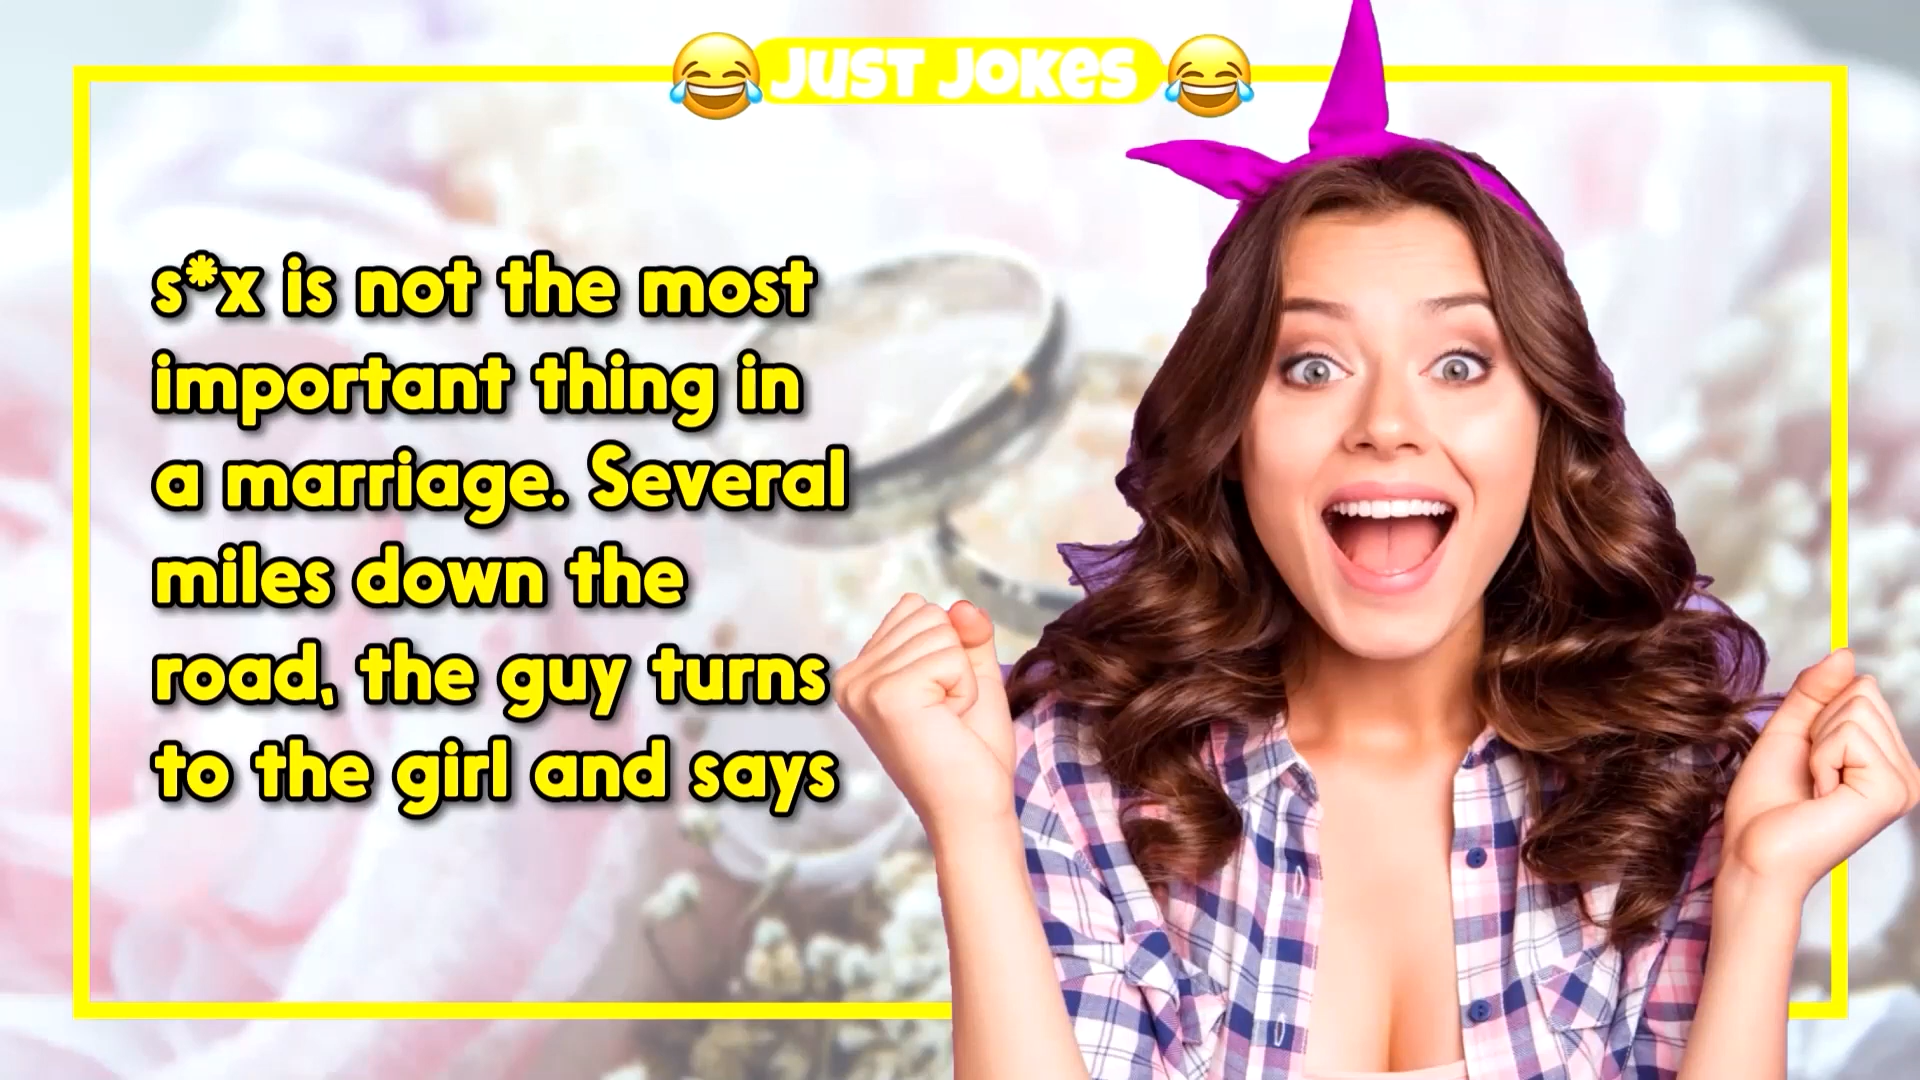 JUST JOKES
s*x is not the most
important thing in
a marriage. Several
miles down the
road, the guy turns
to the girl and says